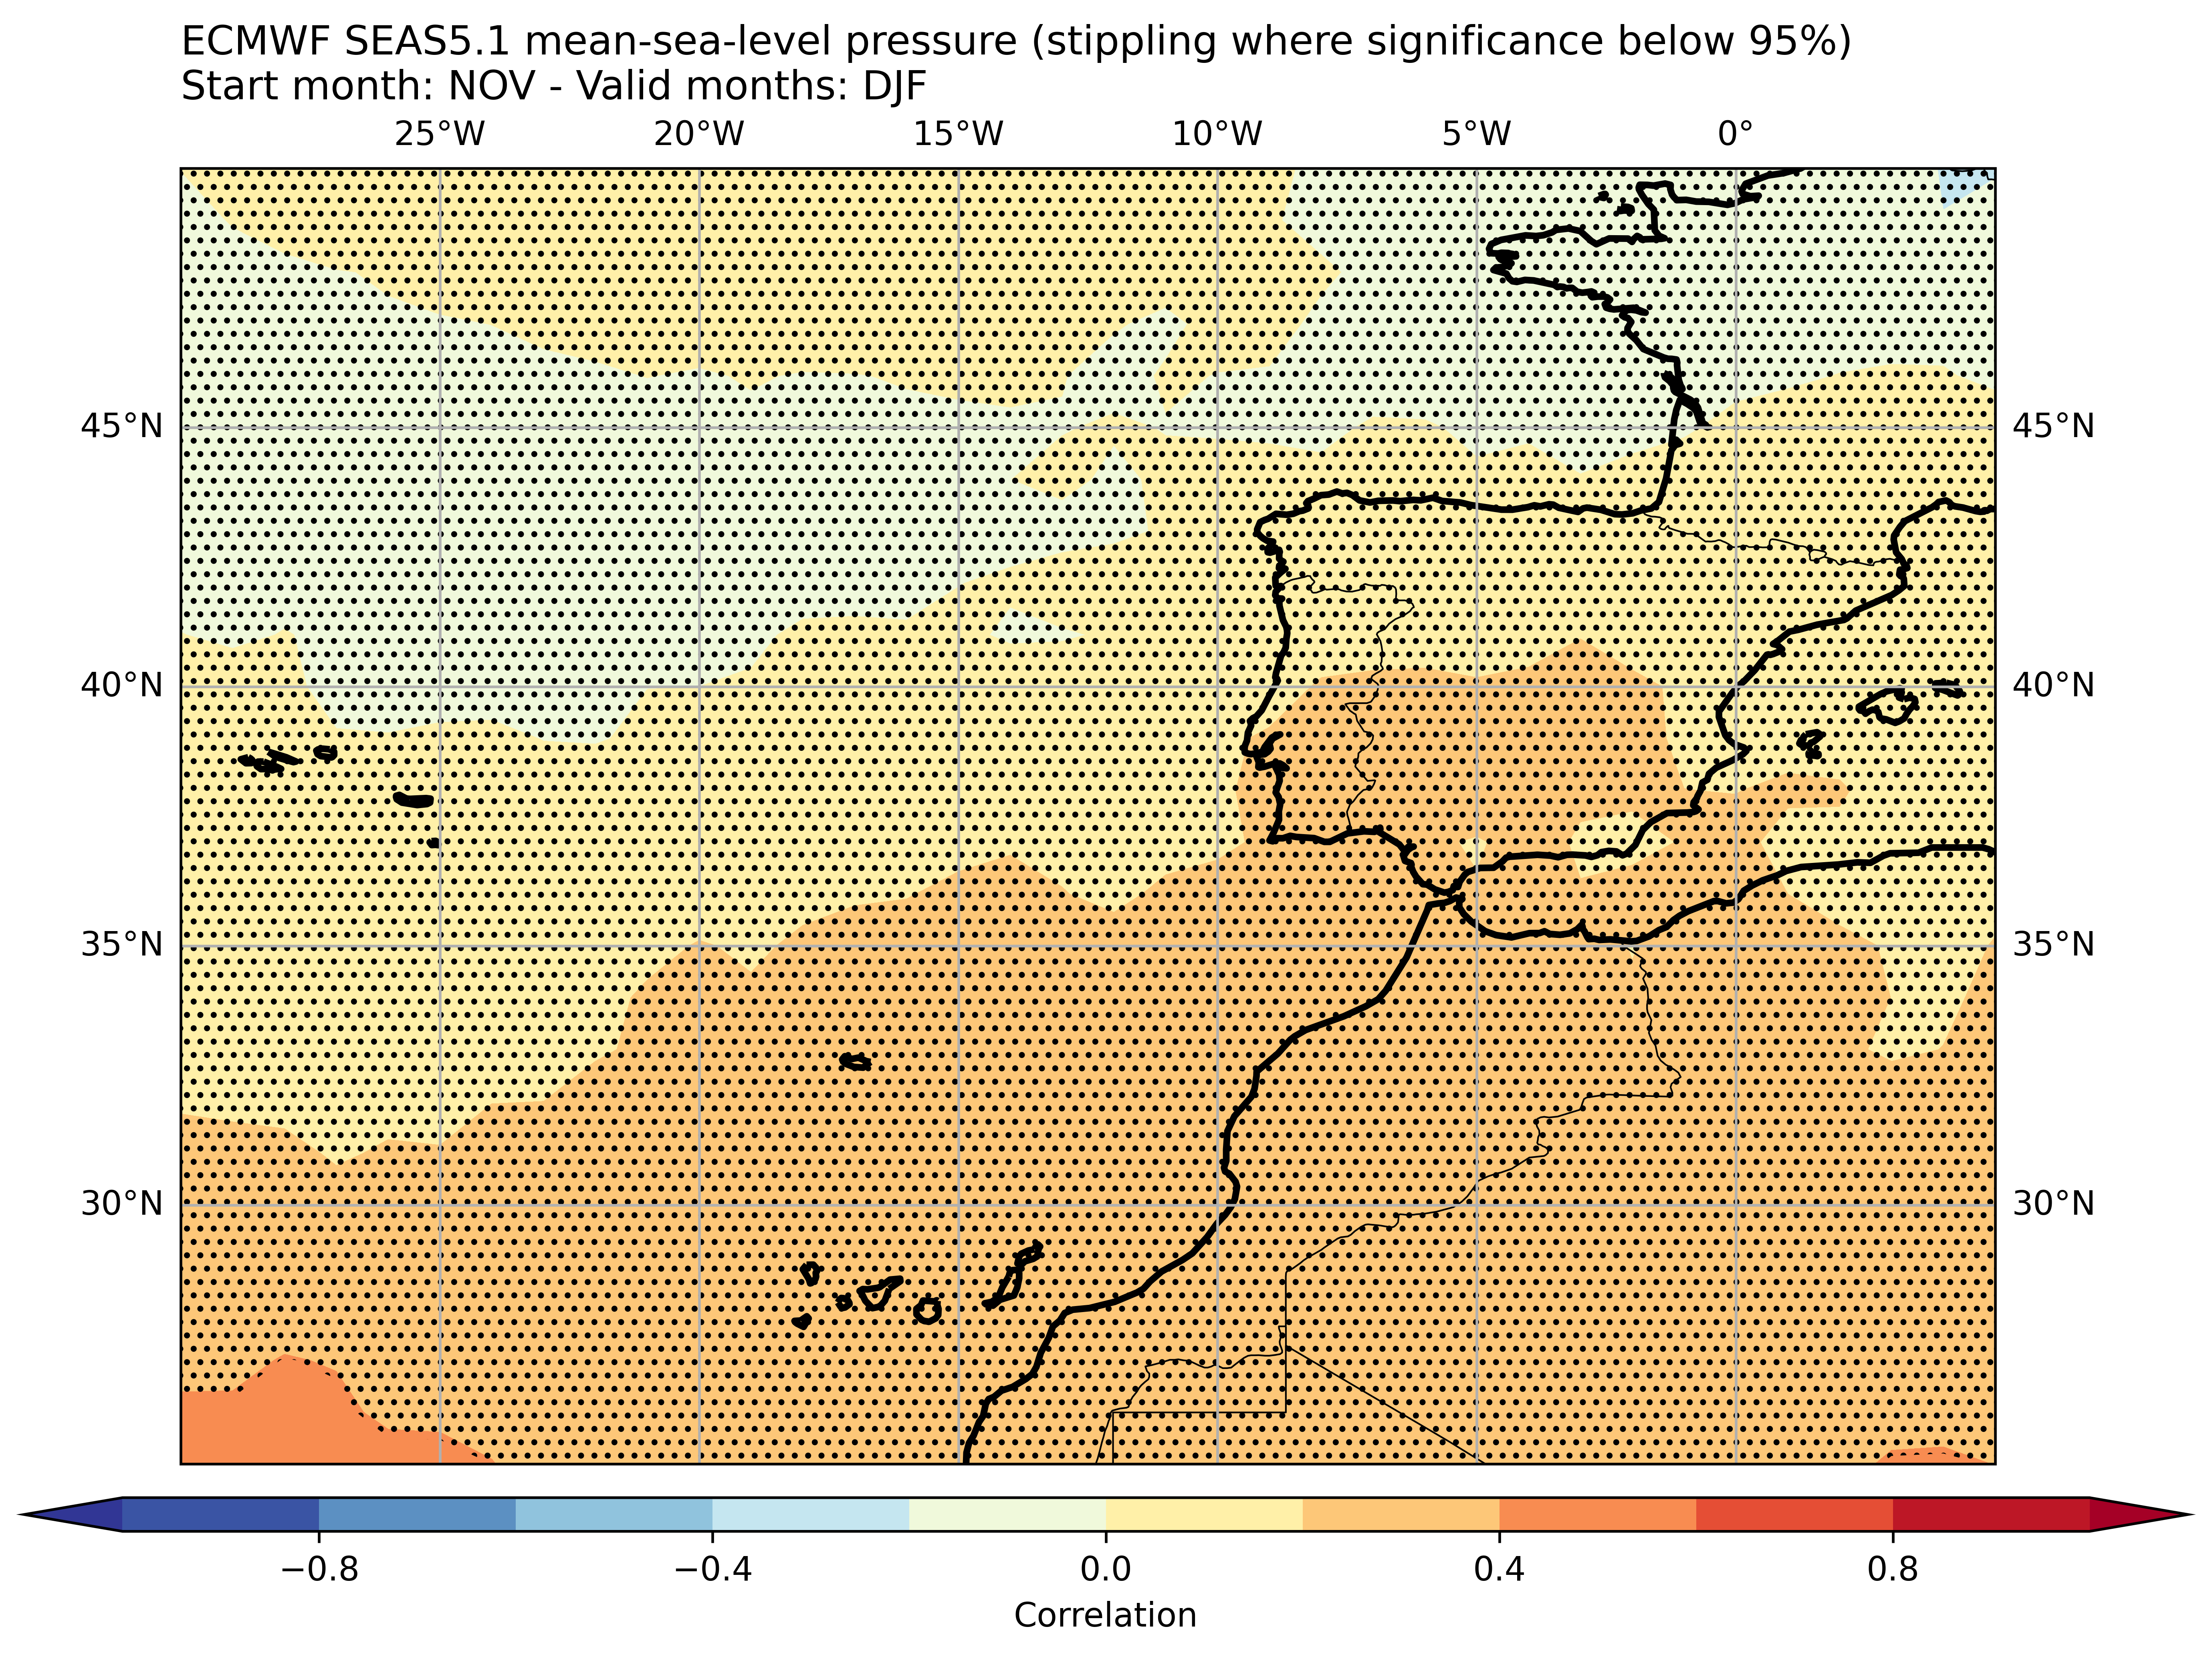 ECMWF SEAS5.1 mean-sea-level pressure (stippling where significance below 95%)
Start month: NOV - Valid months: DJF
25°W 20°W 15°W 10°W 5°W 0°
45°N 45°N
40°N 40°N
35°N 35°N
30°N 30°N
−0.8 −0.4 0.0 0.4 0.8
Correlation